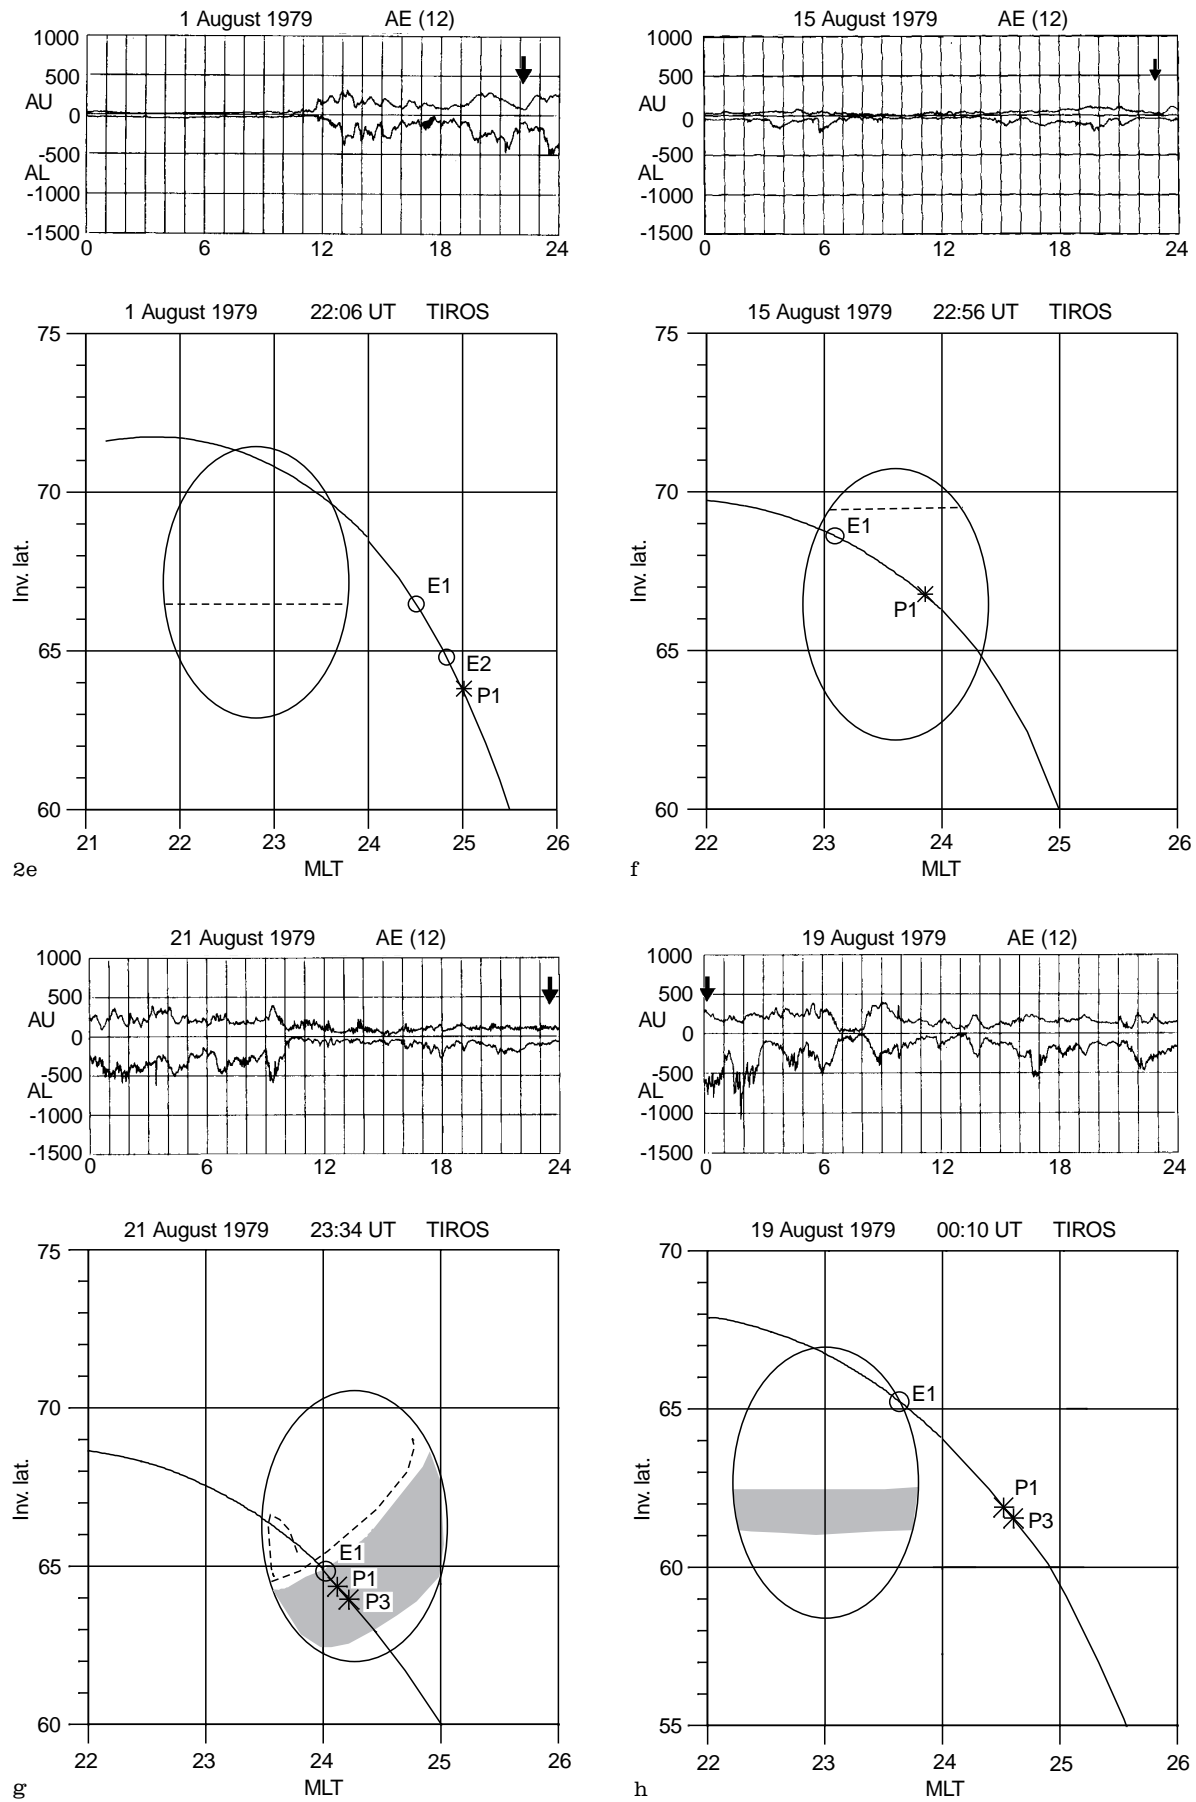 1 August 1979 AE (12)
1000
500
AU
0
-500
AL
-1000
-1500
0 6 12 18 24
15 August 1979 AE (12)
1000
500
AU
0
-500
AL
-1000
-1500
0 6 12 18 24
1 August 1979 22:06 UT TIROS
75
70
Inv. lat.
65
60
E1
E2
P1
21 22 23 24 25 26
MLT
2e
15 August 1979 22:56 UT TIROS
75
70
Inv. lat.
65
60
E1
P1
22 23 24 25 26
MLT
f
21 August 1979 AE (12)
1000
500
AU
0
-500
AL
-1000
-1500
0 6 12 18 24
19 August 1979 AE (12)
1000
500
AU
0
-500
AL
-1000
-1500
0 6 12 18 24
21 August 1979 23:34 UT TIROS
75
70
Inv. lat.
65
60
E1
P1
P3
22 23 24 25 26
MLT
g
19 August 1979 00:10 UT TIROS
70
65
Inv. lat.
60
55
E1
P1
P3
22 23 24 25 26
MLT
h